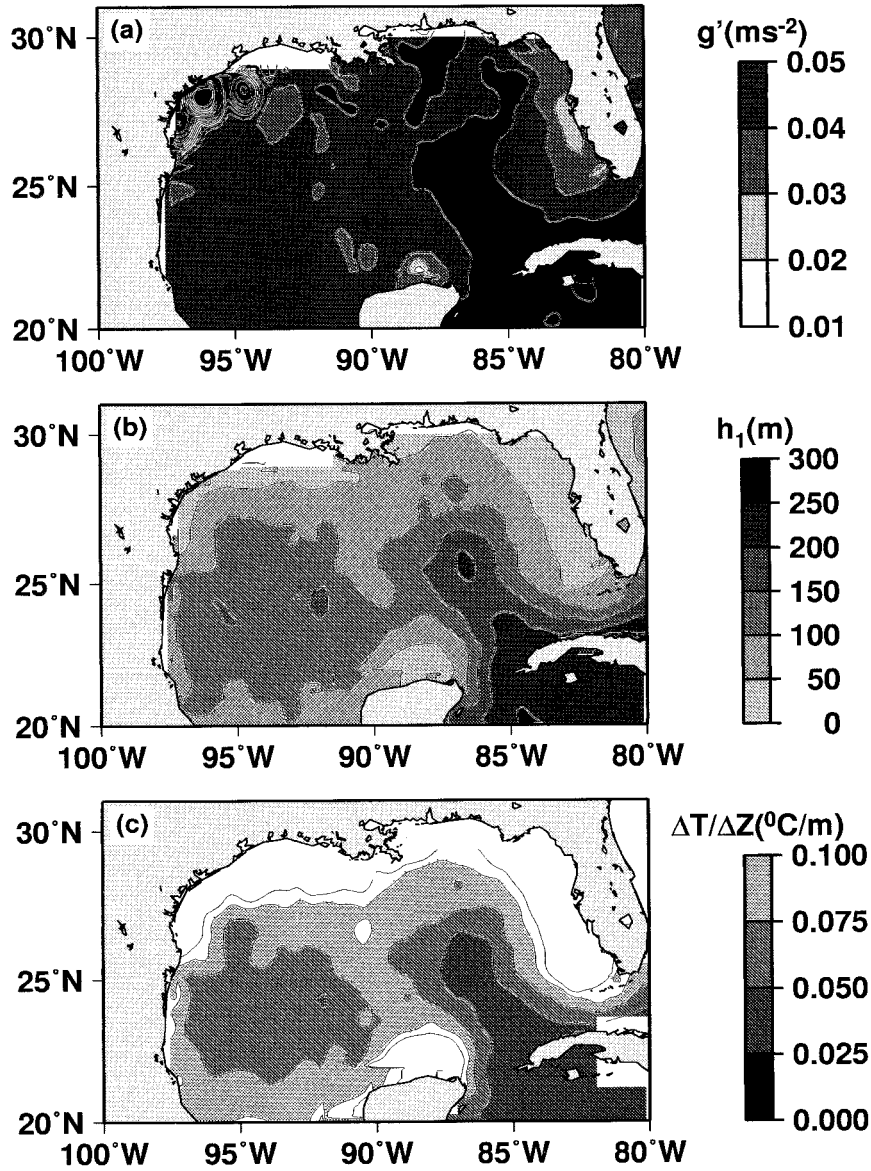 (a)
g'(ms-2)
30˚N
25˚N
20˚N
100˚W
95˚W
90˚W
85˚W
80˚W
0.05
0.04
0.03
0.02
0.01
(b)
h1(m)
30˚N
25˚N
20˚N
100˚W
95˚W
90˚W
85˚W
80˚W
300
250
200
150
100
50
0
(c)
ΔT/ΔZ(0C/m)
30˚N
25˚N
20˚N
100˚W
95˚W
90˚W
85˚W
80˚W
0.100
0.075
0.050
0.025
0.000